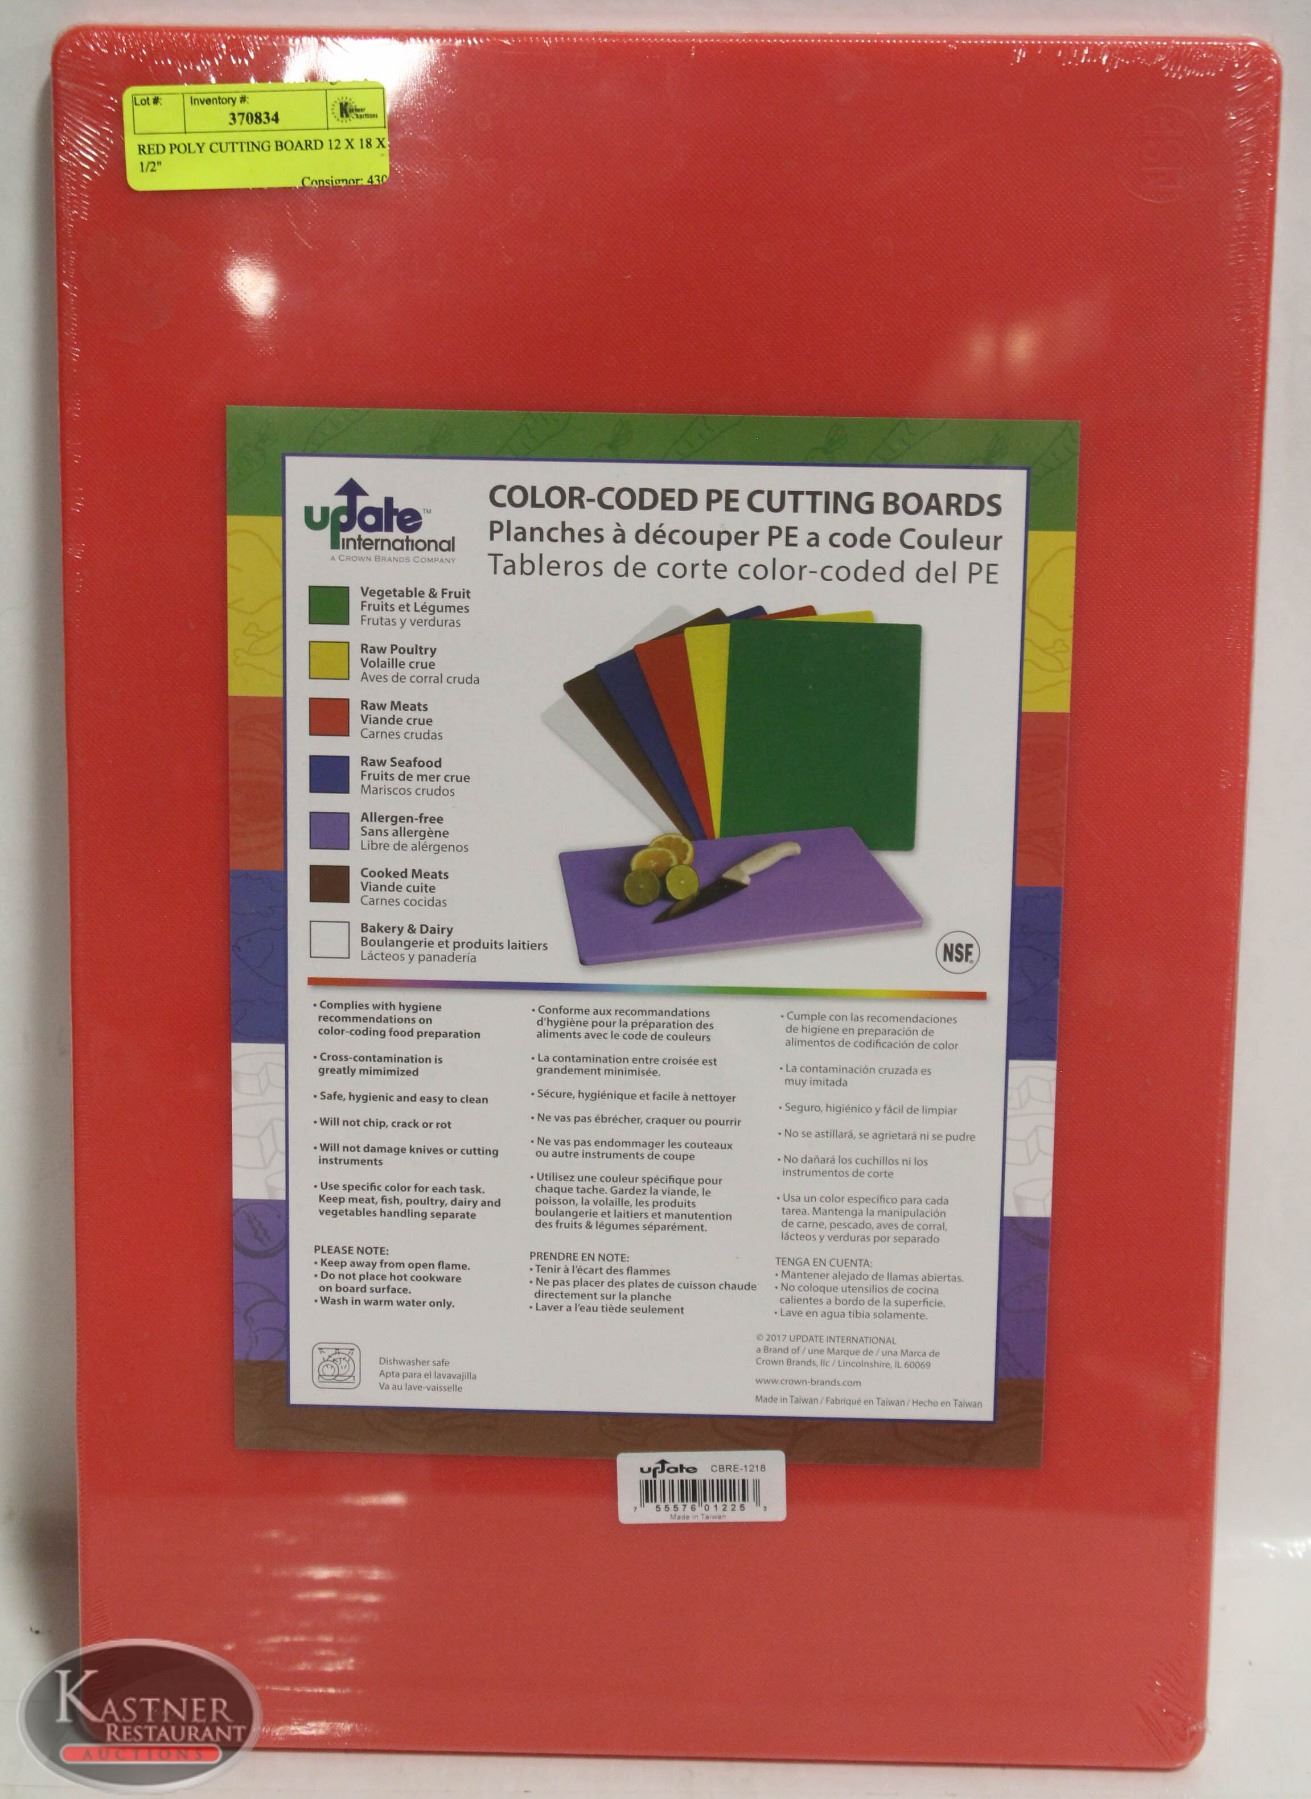 Lot #:
Inventory #:
370834
Kastner
Auctions
RED POLY CUTTING BOARD 12 X 18 X
1/2"
Consignor: 430
NSF
update™
international
A CROWN BRANDS COMPANY
COLOR-CODED PE CUTTING BOARDS
Planches à découper PE a code Couleur
Tableros de corte color-coded del PE
Vegetable & Fruit
Fruits et Légumes
Frutas y verduras
Raw Poultry
Volaille crue
Aves de corral cruda
Raw Meats
Viande crue
Carnes crudas
Raw Seafood
Fruits de mer crue
Mariscos crudos
Allergen-free
Sans allergène
Libre de alérgenos
Cooked Meats
Viande cuite
Carnes cocidas
Bakery & Dairy
Boulangerie et produits laitiers
Lácteos y panadería
NSF®
• Complies with hygiene
recommendations on
color-coding food preparation
• Cross-contamination is
greatly mimimized
• Safe, hygienic and easy to clean
• Will not chip, crack or rot
• Will not damage knives or cutting
instruments
• Use specific color for each task.
Keep meat, fish, poultry, dairy and
vegetables handling separate
PLEASE NOTE:
• Keep away from open flame.
• Do not place hot cookware
on board surface.
• Wash in warm water only.
• Conforme aux recommandations
d'hygiène pour la préparation des
aliments avec le code de couleurs
• La contamination entre croisée est
grandement minimisée.
• Sécure, hygiénique et facile à nettoyer
• Ne vas pas ébrécher, craquer ou pourrir
• Ne vas pas endommager les couteaux
ou autre instruments de coupe
• Utilisez une couleur spécifique pour
chaque tache. Gardez la viande, le
poisson, la volaille, les produits
boulangerie et laitiers et manutention
des fruits & légumes séparément.
PRENDRE EN NOTE:
• Tenir à l'écart des flammes
• Ne pas placer des plates de cuisson chaude
directement sur la planche
• Laver a l'eau tiède seulement
• Cumple con las recomendaciones
de higiene en preparación de
alimentos de codificación de color
• La contaminación cruzada es
muy imitada
• Seguro, higiénico y fácil de limpiar
• No se astillará, se agrietará ni se pudre
• No dañará los cuchillos ni los
instrumentos de corte
• Usa un color específico para cada
tarea. Mantenga la manipulación
de carne, pescado, aves de corral,
lácteos y verduras por separado
TENGA EN CUENTA:
• Mantener alejado de llamas abiertas.
• No coloque utensilios de cocina
calientes a bordo de la superficie.
• Lave en agua tibia solamente.
Dishwasher safe
Apta para el lavavajilla
Va au lave-vaisselle
© 2017 UPDATE INTERNATIONAL
a Brand of / une Marque de / una Marca de
Crown Brands, llc / Lincolnshire, IL 60069
www.crown-brands.com
Made in Taiwan / Fabriqué en Taïwan / Hecho en Taiwán
update CBRE-1218
7 55576 01225 3
Made in Taiwan
KASTNER
RESTAURANT
AUCTIONS